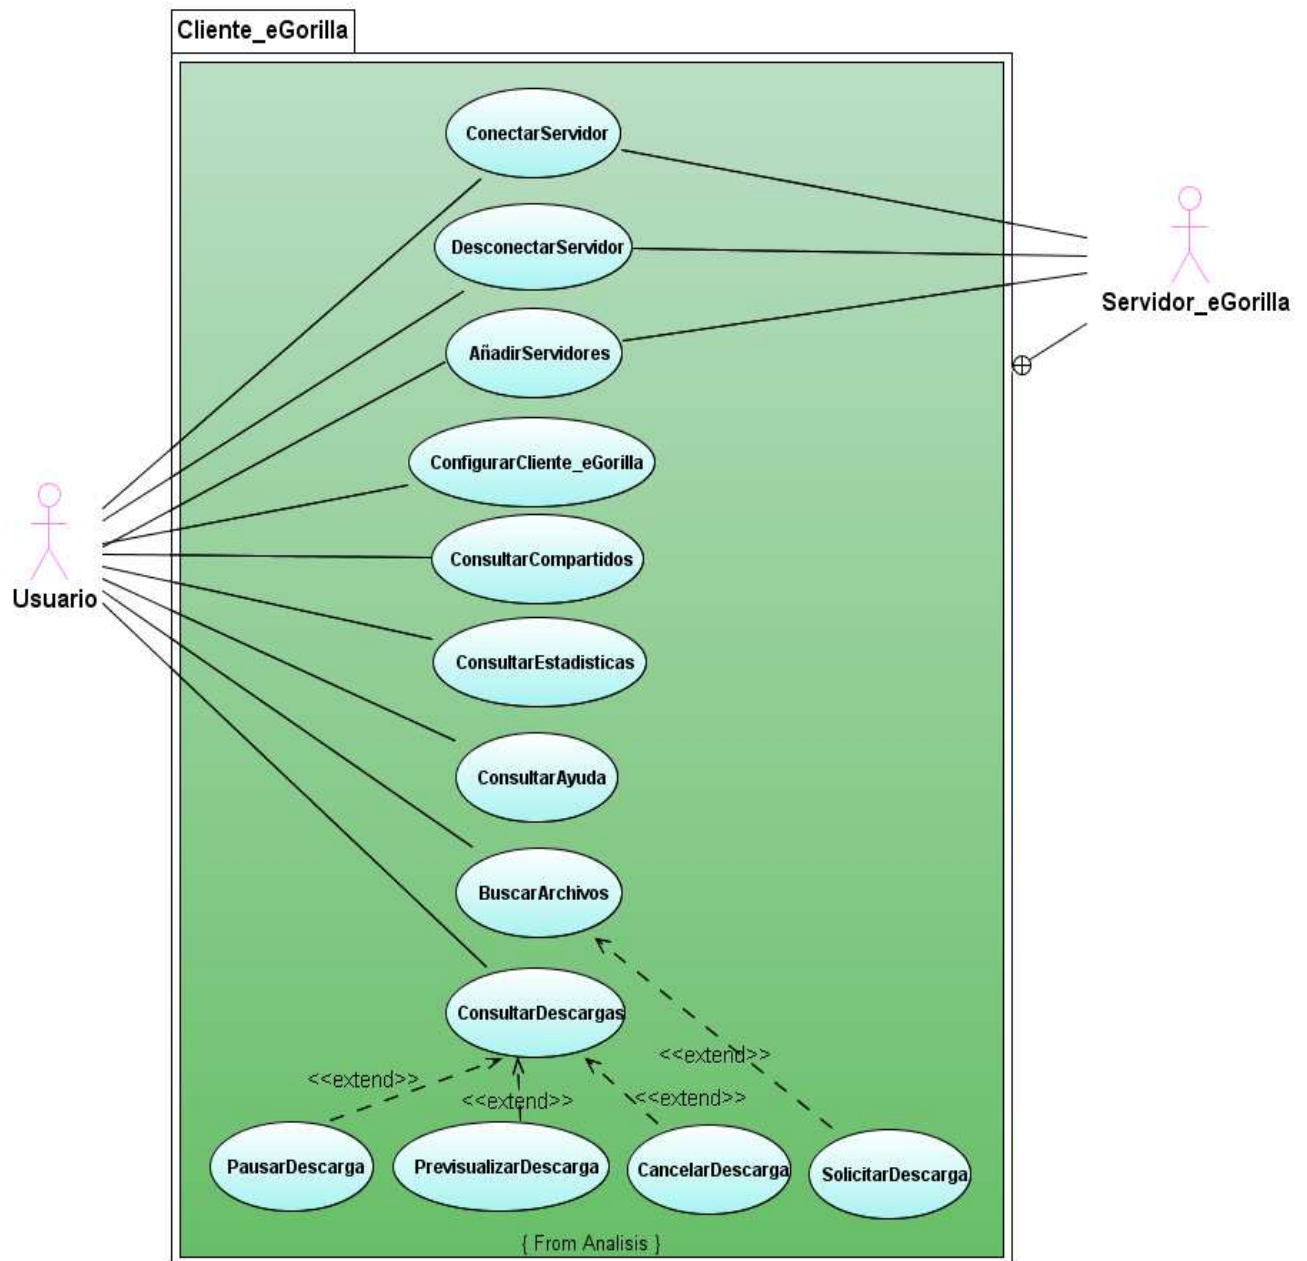 Cliente_eGorilla
ConectarServidor
DesconectarServidor
Servidor_eGorilla
AñadirServidores
ConfigurarCliente_eGorilla
ConsultarCompartidos
Usuario
ConsultarEstadisticas
ConsultarAyuda
BuscarArchivos
ConsultarDescargas
<<extend>>
<<extend>>
<<extend>>
<<extend>>
PausarDescarga
PrevisualizarDescarga
CancelarDescarga
SolicitarDescarga
{ From Analisis }